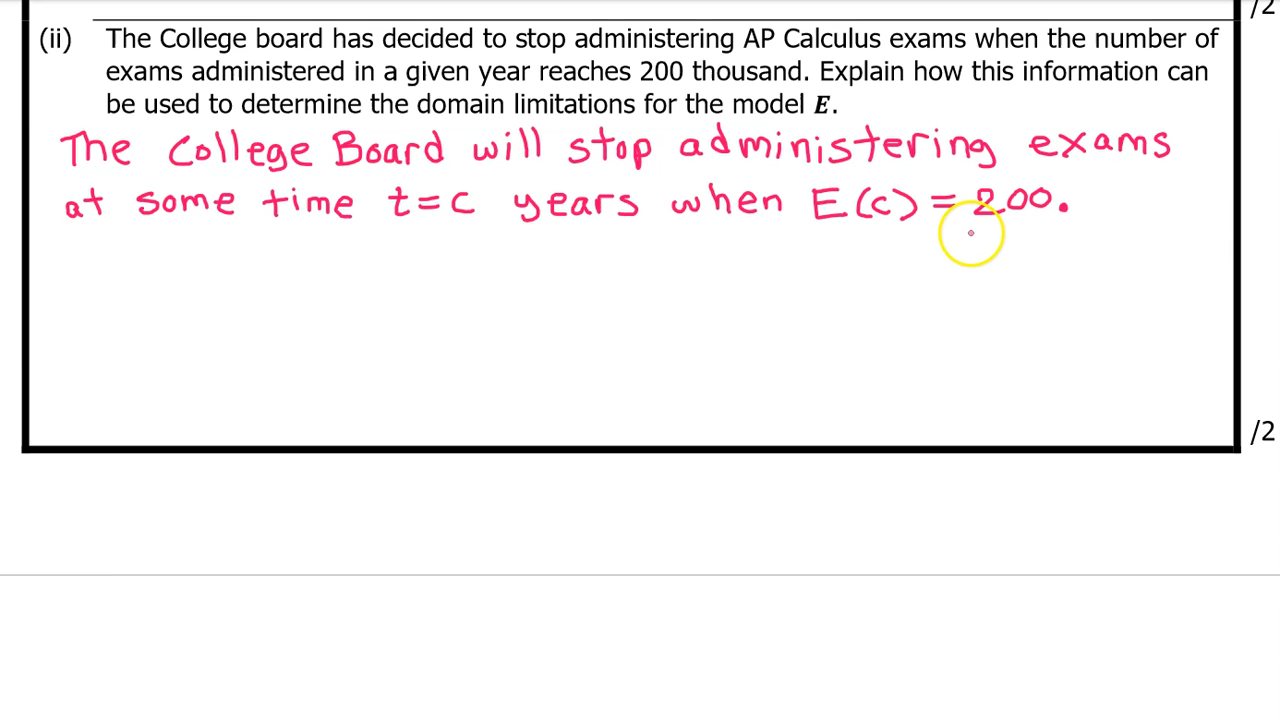 /2
(ii) The College board has decided to stop administering AP Calculus exams when the number of
exams administered in a given year reaches 200 thousand. Explain how this information can
be used to determine the domain limitations for the model E.
The College Board will stop administering exams
at some time t=c years when E(c)=200.
/2